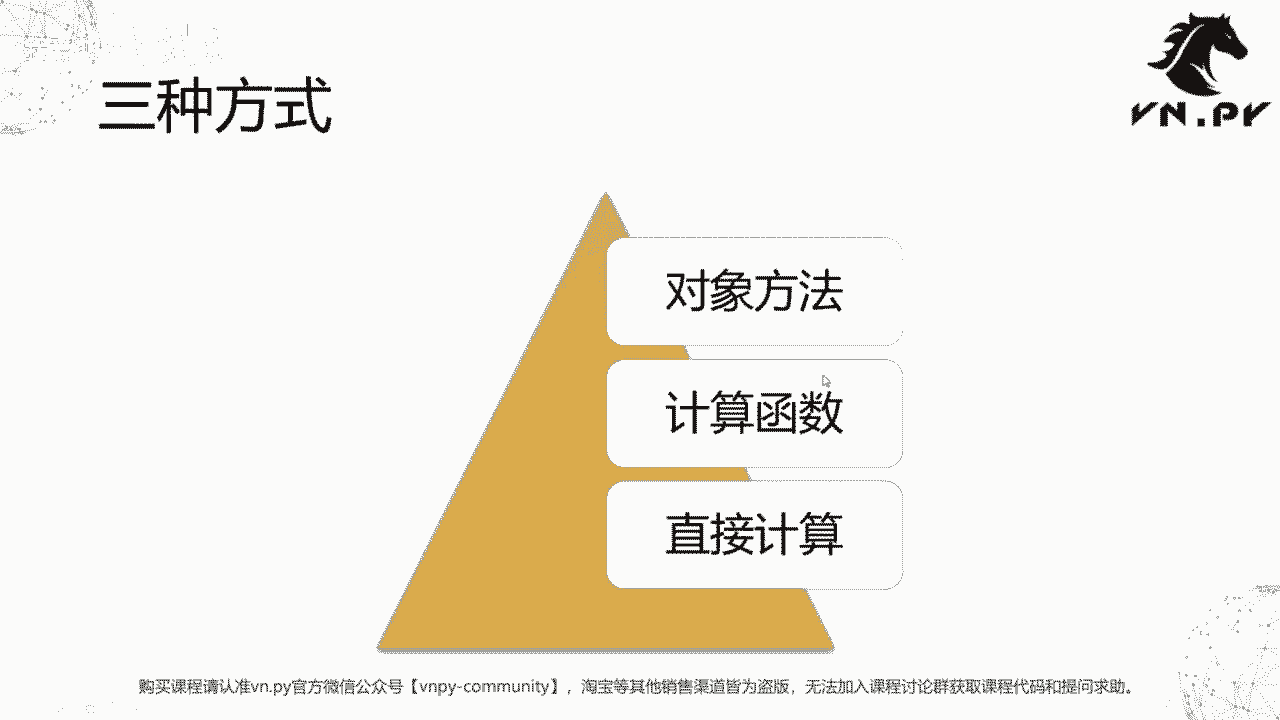 三种方式
VN.PY
对象方法
计算函数
直接计算
购买课程请认准vn.py官方微信公众号【vnpy-community】，淘宝等其他销售渠道皆为盗版，无法加入课程讨论群获取课程代码和提问求助。